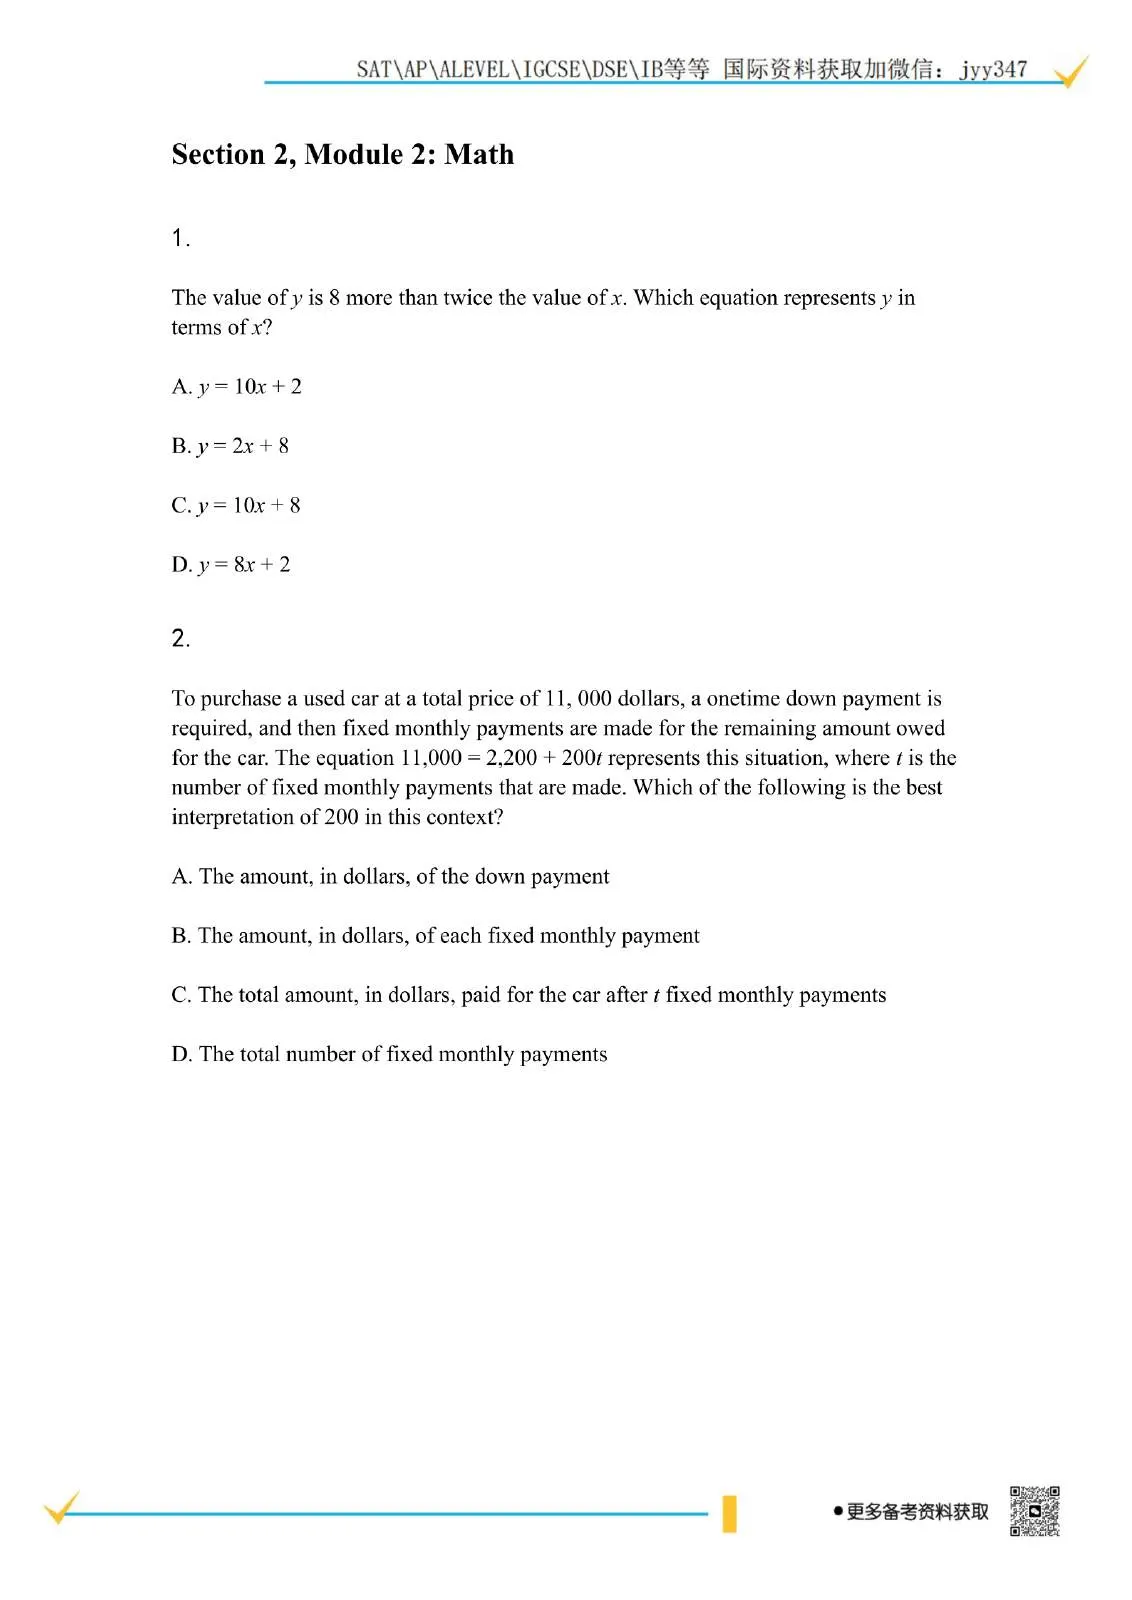 SAT\AP\ALEVEL\IGCSE\DSE\IB等等 国际资料获取加微信：jyy347
Section 2, Module 2: Math
1.
The value of y is 8 more than twice the value of x. Which equation represents y in
terms of x?
A. y = 10x + 2
B. y = 2x + 8
C. y = 10x + 8
D. y = 8x + 2
2.
To purchase a used car at a total price of 11, 000 dollars, a onetime down payment is
required, and then fixed monthly payments are made for the remaining amount owed
for the car. The equation 11,000 = 2,200 + 200t represents this situation, where t is the
number of fixed monthly payments that are made. Which of the following is the best
interpretation of 200 in this context?
A. The amount, in dollars, of the down payment
B. The amount, in dollars, of each fixed monthly payment
C. The total amount, in dollars, paid for the car after t fixed monthly payments
D. The total number of fixed monthly payments
●更多备考资料获取